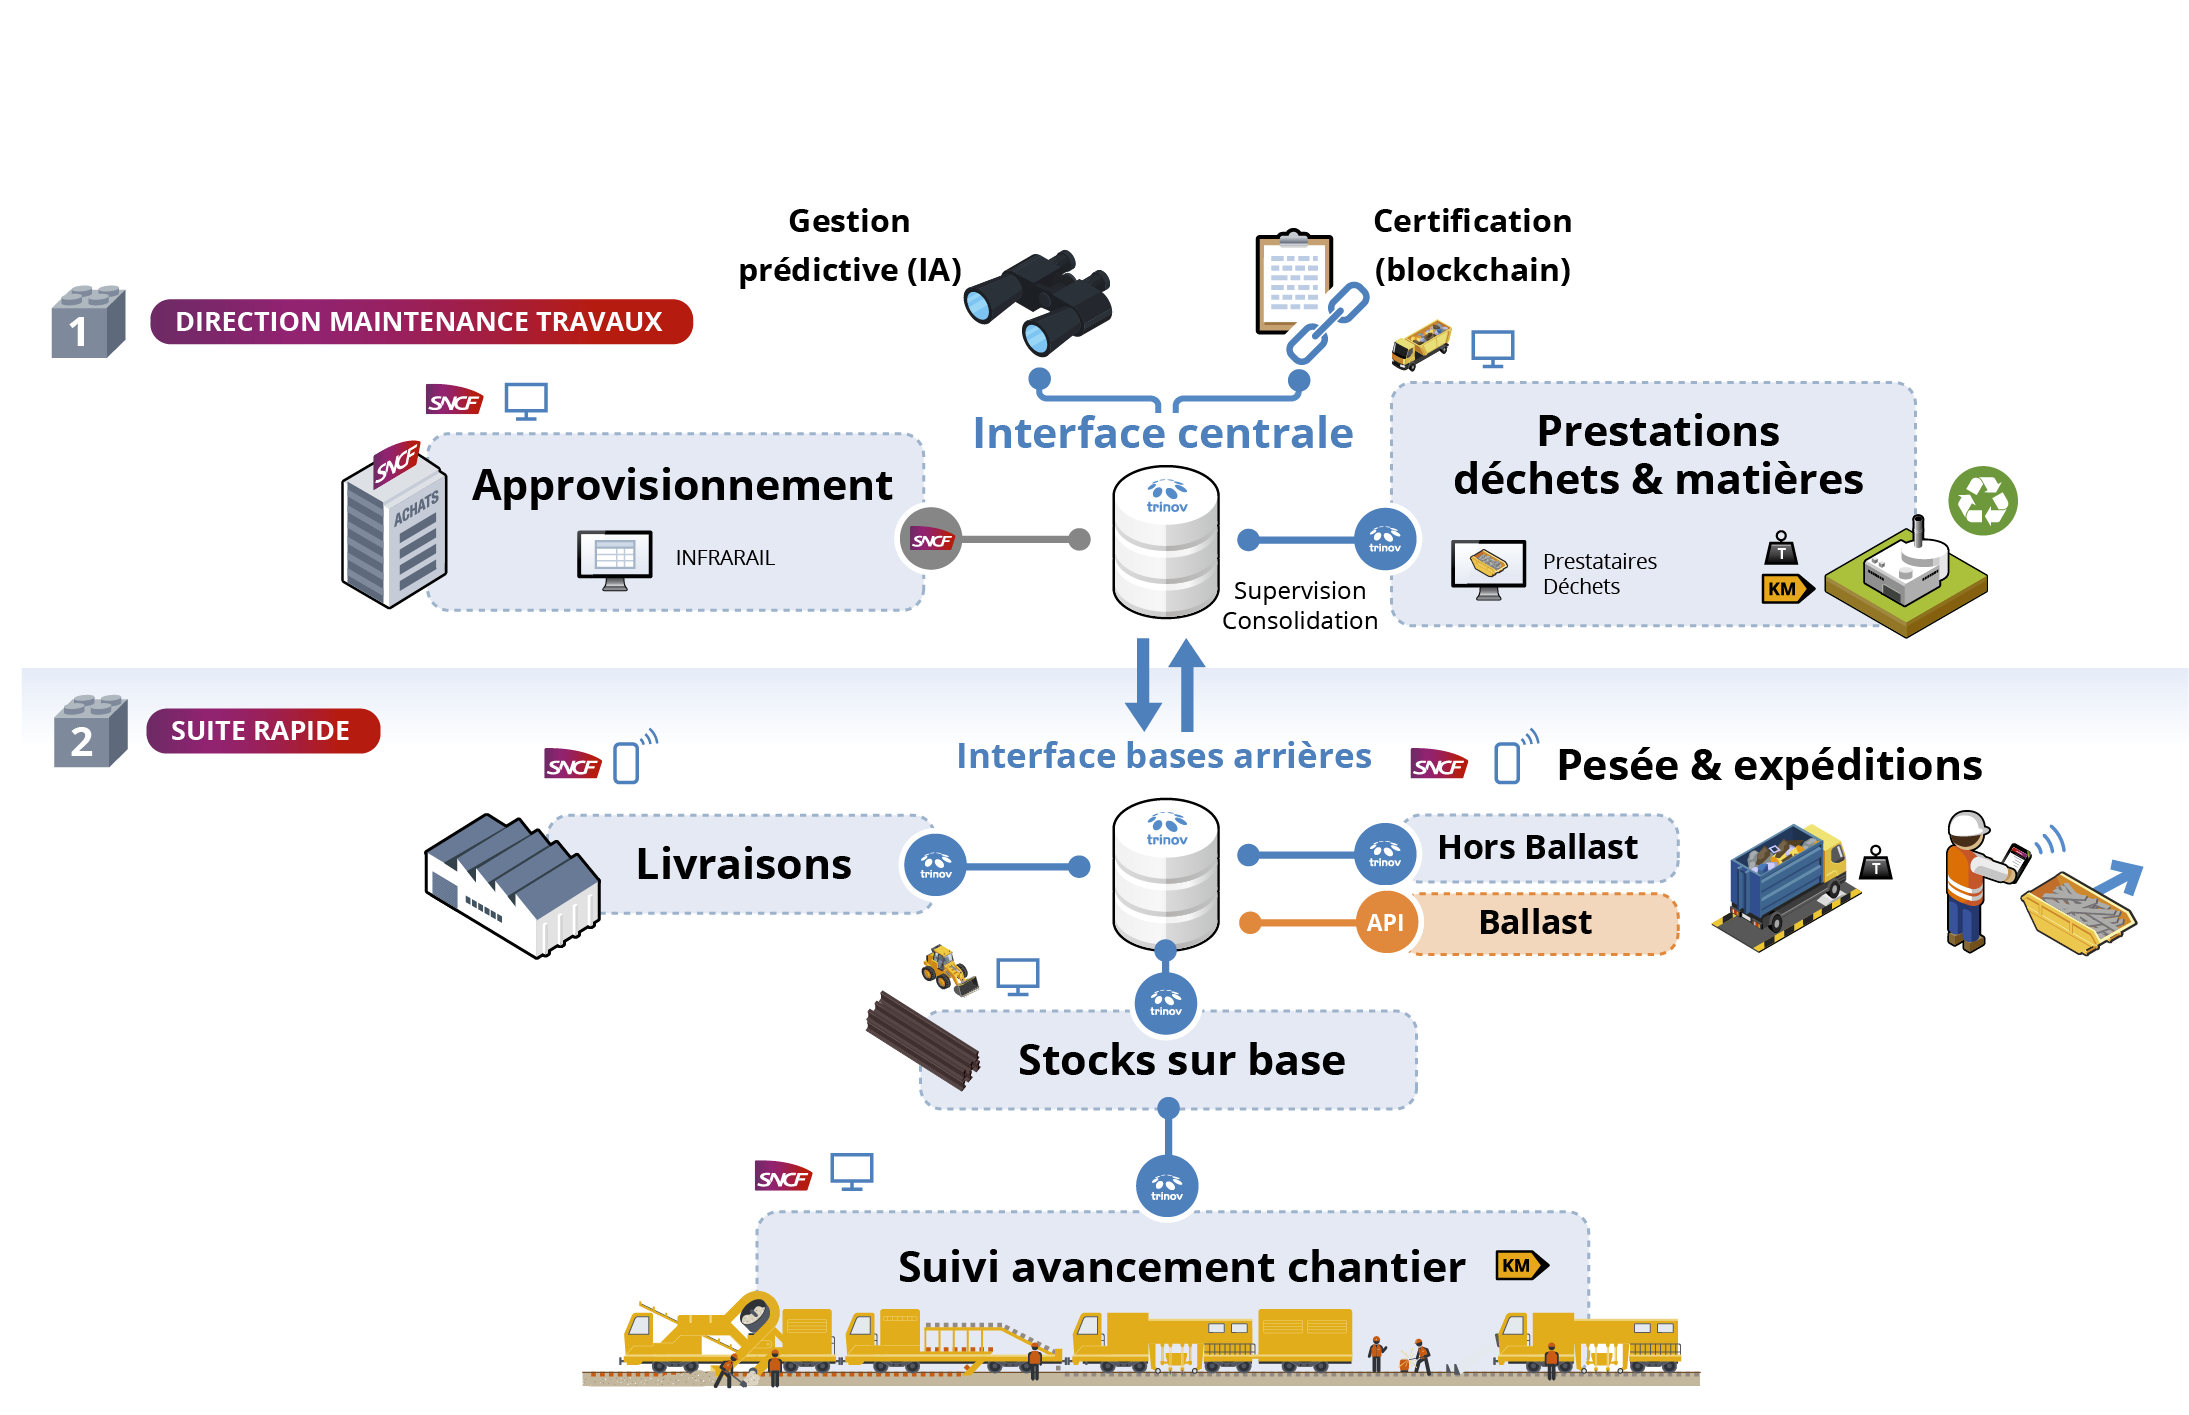 Gestion
prédictive (IA)
Certification
(blockchain)
1
DIRECTION MAINTENANCE TRAVAUX
SNCF
SNCF
ACHATS
Approvisionnement
INFRARAIL
SNCF
Interface centrale
trinov
Supervision
Consolidation
trinov
Prestations
déchets & matières
Prestataires
Déchets
T
KM
2
SUITE RAPIDE
SNCF
Livraisons
trinov
Interface bases arrières
trinov
SNCF
Pesée & expéditions
trinov
Hors Ballast
API
Ballast
T
trinov
Stocks sur base
trinov
SNCF
Suivi avancement chantier
KM